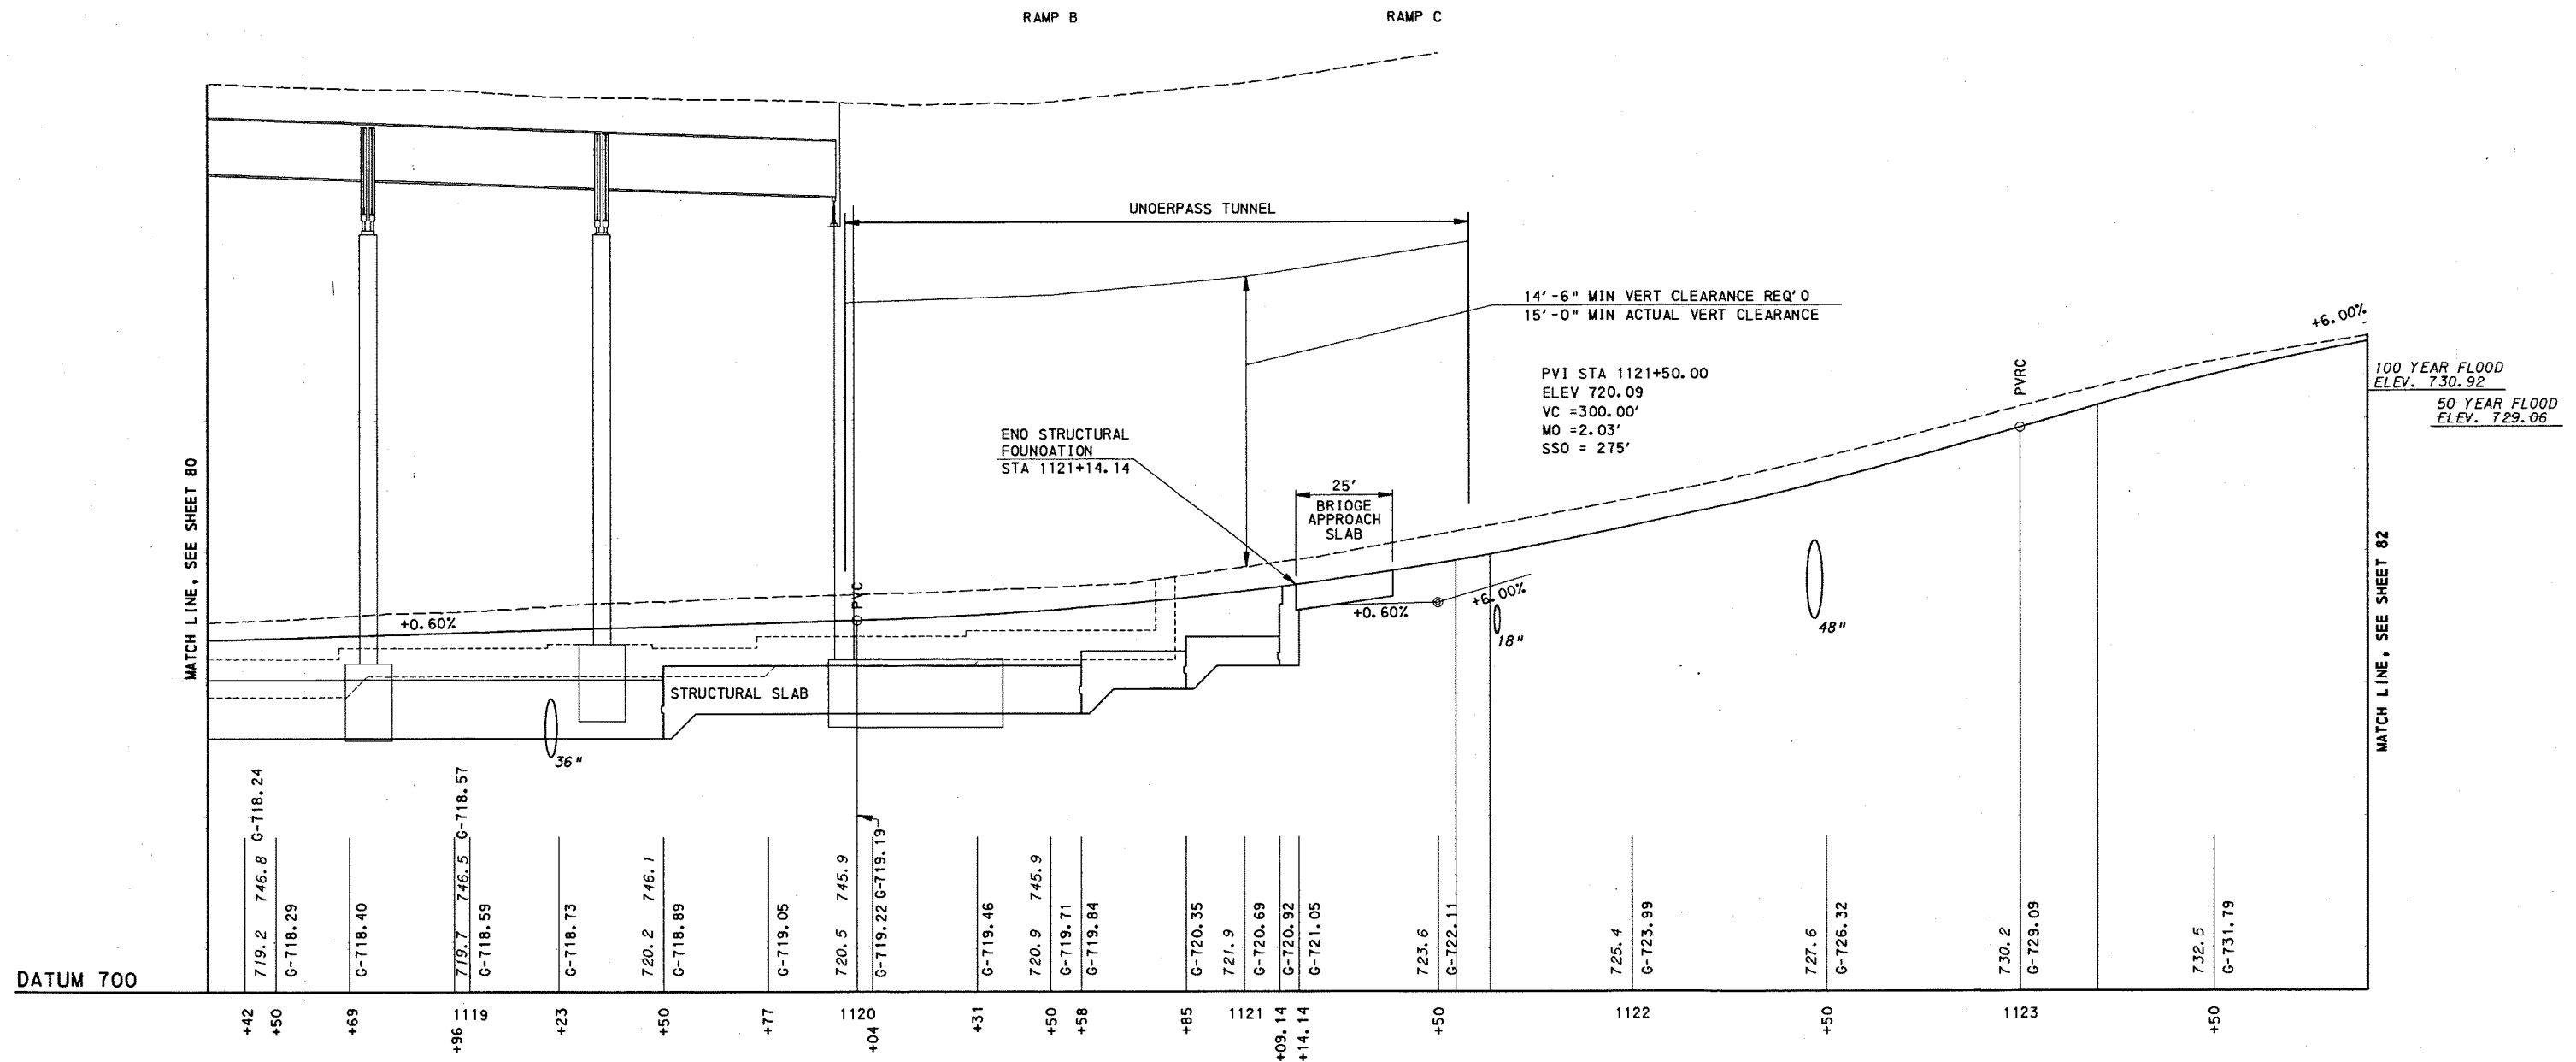 RAMP B
RAMP C
UNOERPASS TUNNEL
14'-6" MIN VERT CLEARANCE REQ'O
15'-0" MIN ACTUAL VERT CLEARANCE
+6.00%
PVI STA 1121+50.00
ELEV 720.09
VC =300.00'
MO =2.03'
SSO = 275'
PVRC
100 YEAR FLOOD
ELEV. 730.92
50 YEAR FLOOD
ELEV. 729.06
ENO STRUCTURAL
FOUNOATION
STA 1121+14.14
25'
BRIOGE
APPROACH
SLAB
MATCH LINE, SEE SHEET 80
MATCH LINE, SEE SHEET 82
PVC
+0.60%
+0.60%
+6.00%
18"
48"
STRUCTURAL SLAB
36"
719.2 746.8 G-718.24
G-718.29
G-718.40
719.7 746.5 G-718.57
G-718.59
G-718.73
720.2 746.1
G-718.89
G-719.05
720.5 745.9
G-719.22 G-719.19
G-719.46
720.9 745.9
G-719.71
G-719.84
G-720.35
721.9
G-720.69
G-720.92
G-721.05
723.6
G-722.11
725.4
G-723.99
727.6
G-726.32
730.2
G-729.09
732.5
G-731.79
DATUM 700
+42
+50
+69
+96
1119
+23
+50
+77
1120
+04
+31
+50
+58
+85
1121
+09.14
+14.14
+50
1122
+50
1123
+50